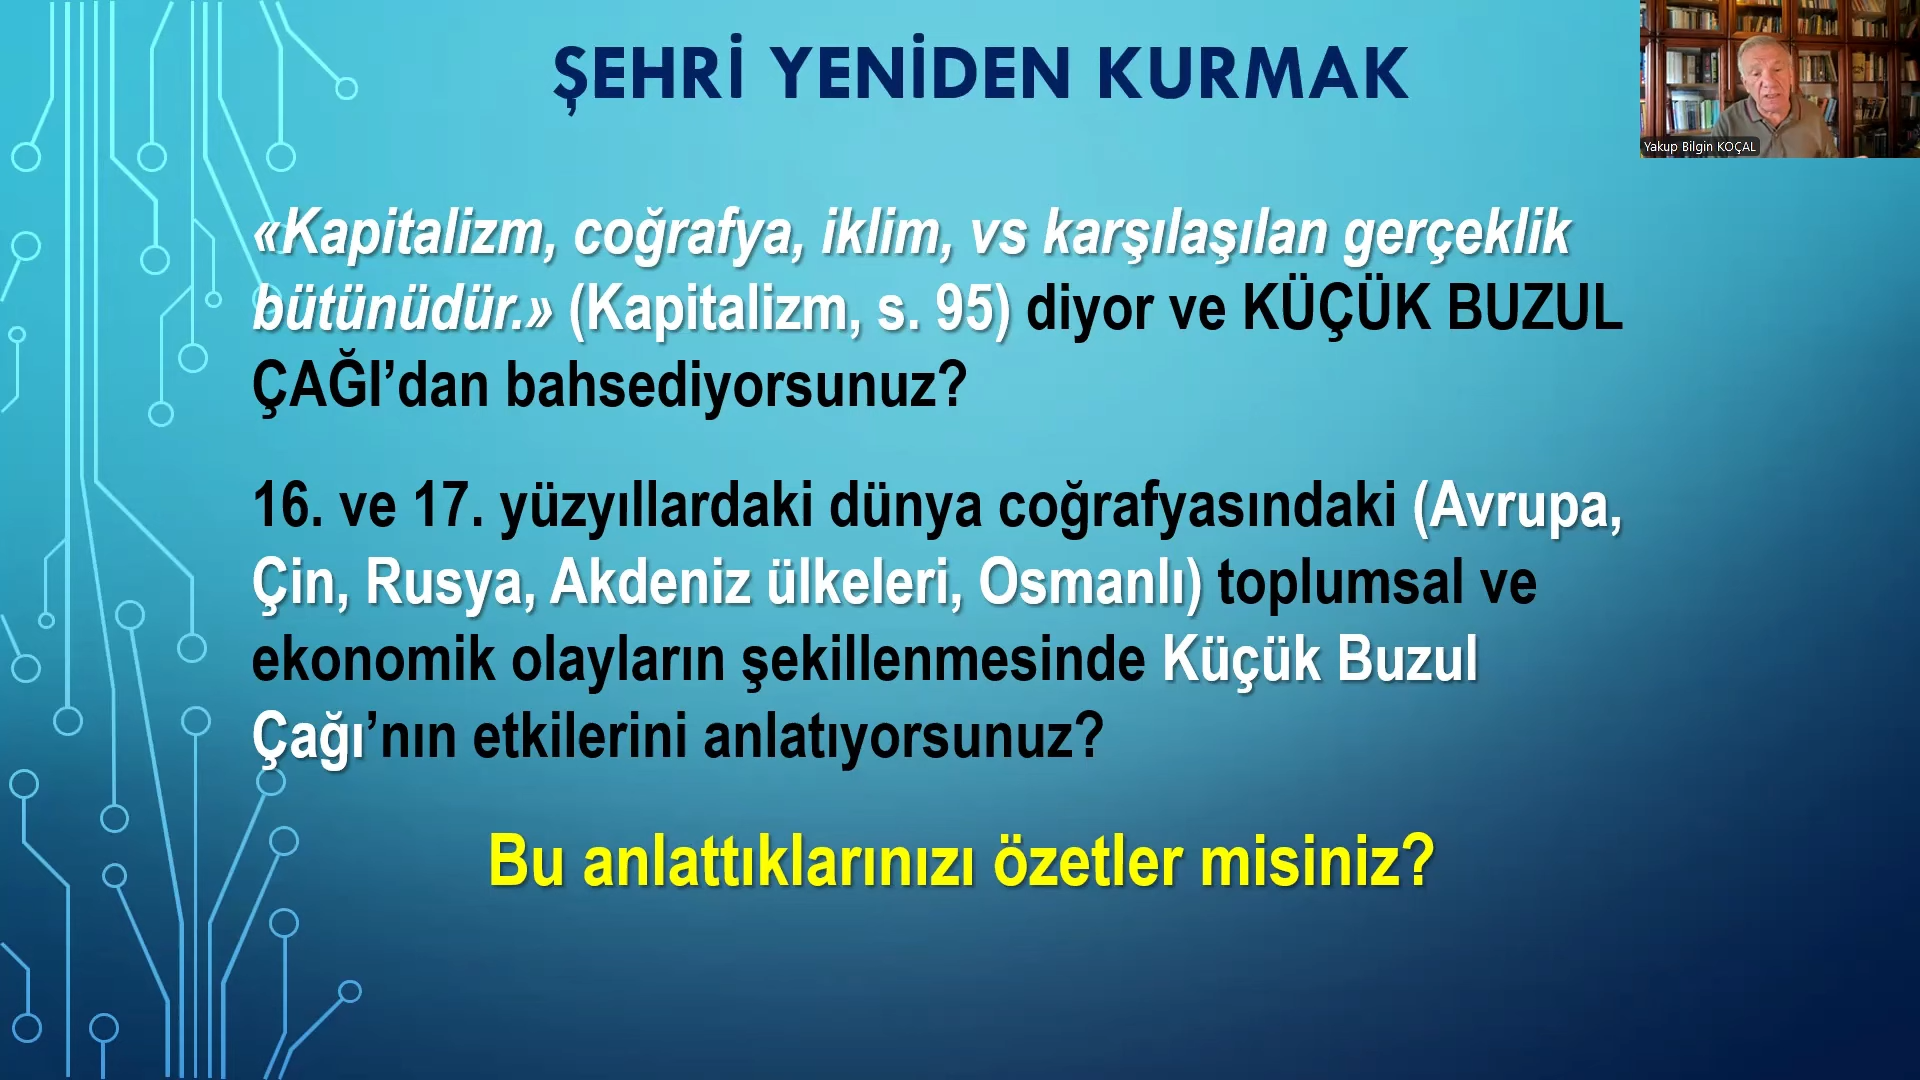 ŞEHRİ YENİDEN KURMAK
Yakup Bilgin KOÇAL
«Kapitalizm, coğrafya, iklim, vs karşılaşılan gerçeklik
bütünüdür.» (Kapitalizm, s. 95) diyor ve KÜÇÜK BUZUL
ÇAĞI’dan bahsediyorsunuz?
16. ve 17. yüzyıllardaki dünya coğrafyasındaki (Avrupa,
Çin, Rusya, Akdeniz ülkeleri, Osmanlı) toplumsal ve
ekonomik olayların şekillenmesinde Küçük Buzul
Çağı’nın etkilerini anlatıyorsunuz?
Bu anlattıklarınızı özetler misiniz?